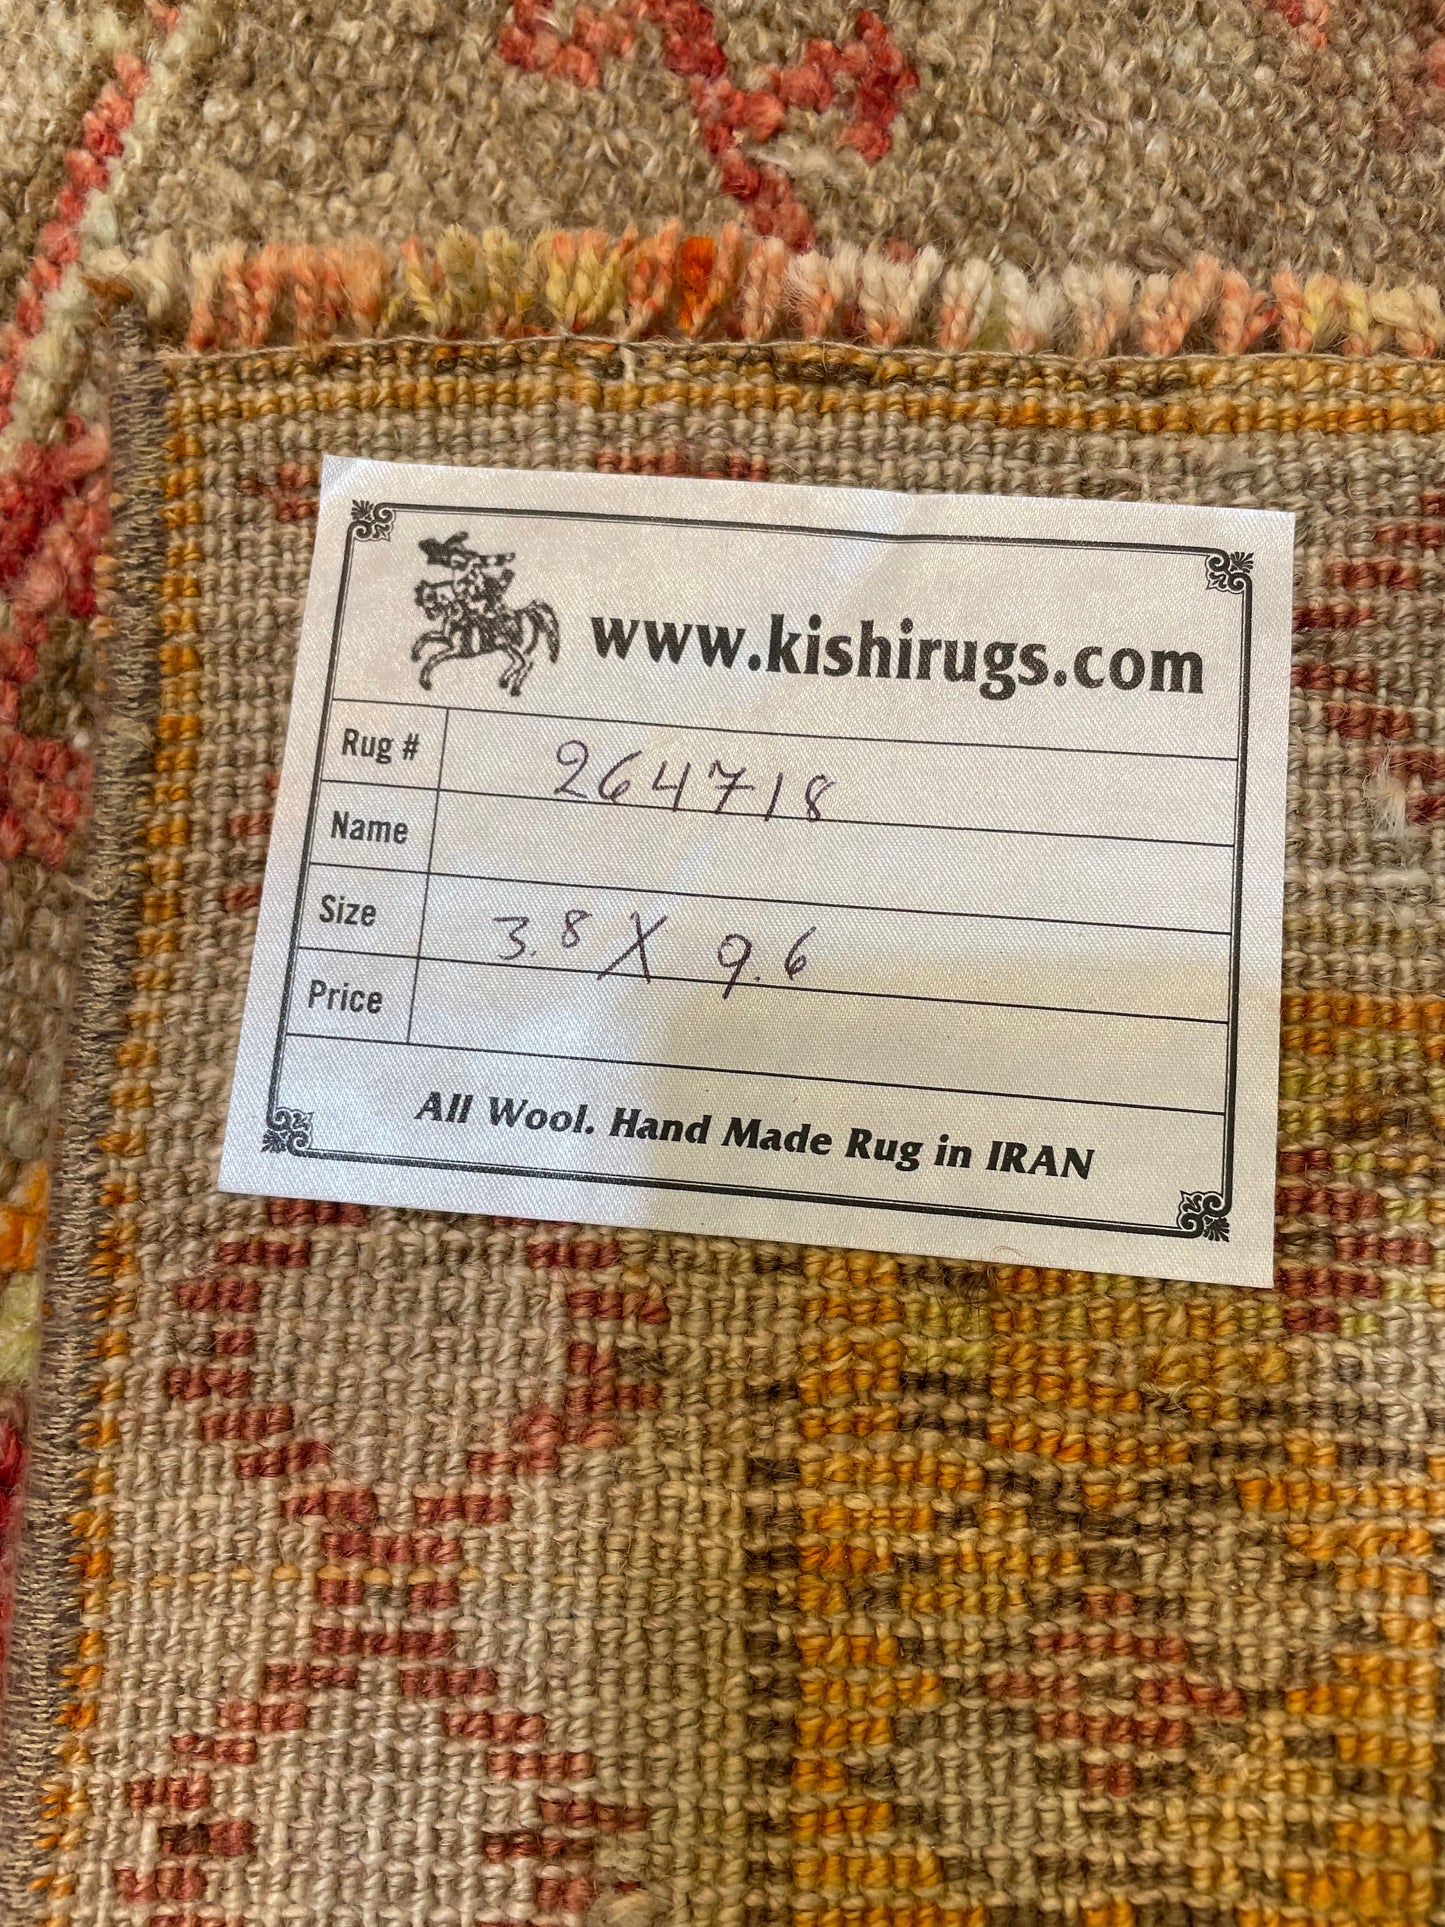 www.kishirugs.com
Rug # 264718
Name
Size 3.8 X 9.6
Price
All Wool. Hand Made Rug in IRAN